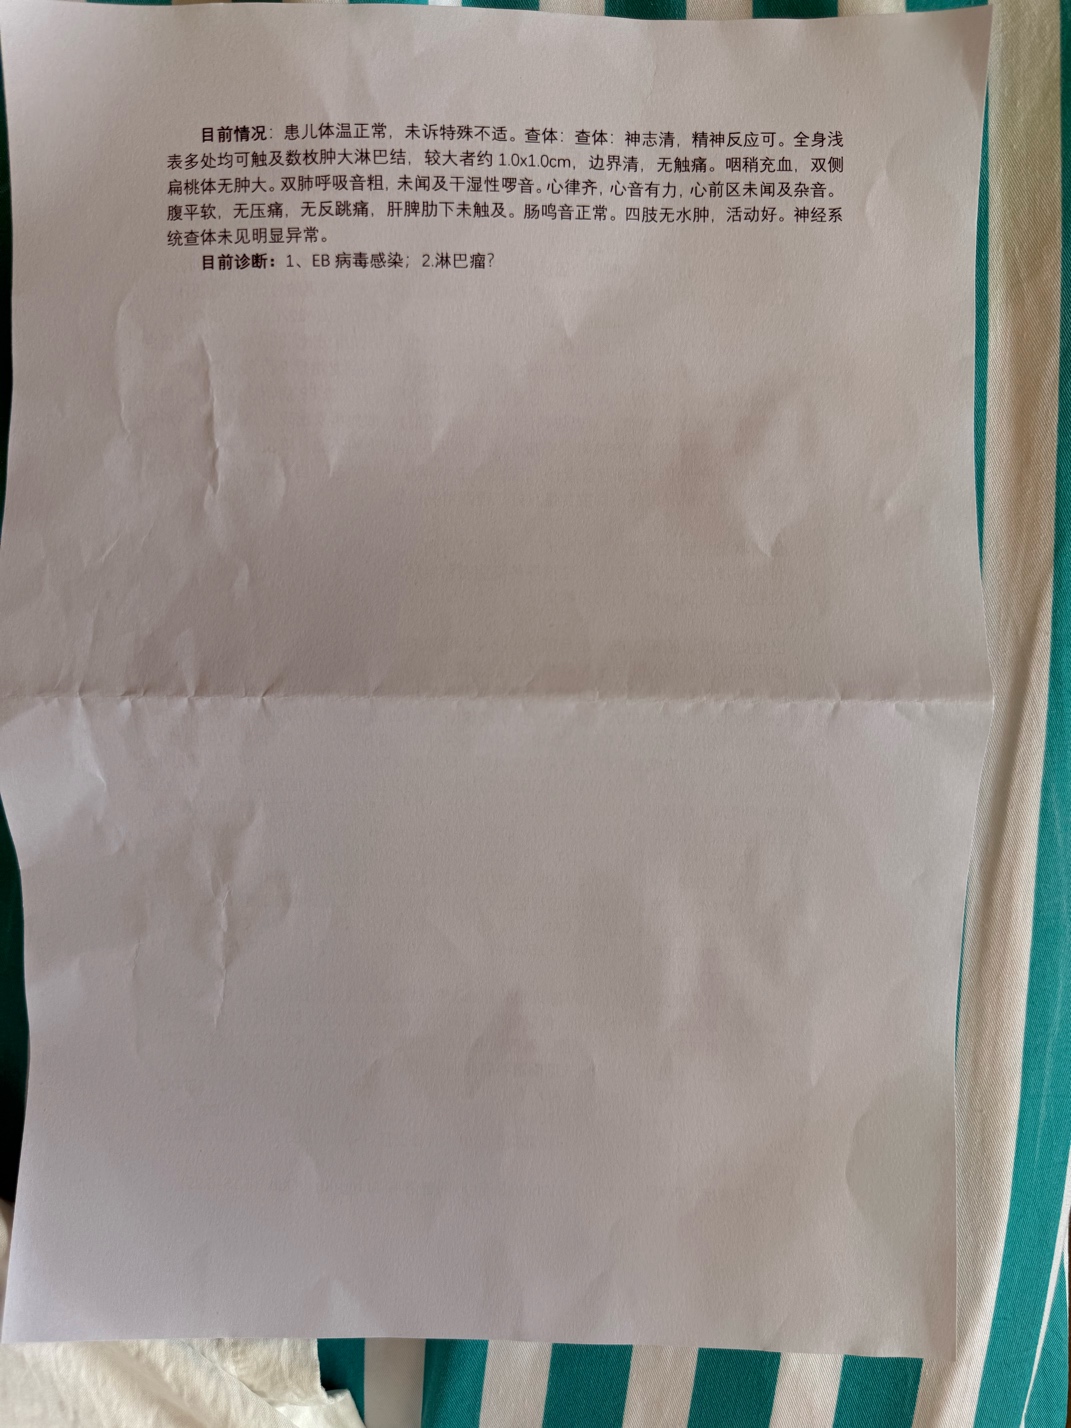 目前情况：患儿体温正常，未诉特殊不适。查体：查体：神志清，精神反应可。全身浅
表多处均可触及数枚肿大淋巴结，较大者约 1.0x1.0cm，边界清，无触痛。咽稍充血，双侧
扁桃体无肿大。双肺呼吸音粗，未闻及干湿性啰音。心律齐，心音有力，心前区未闻及杂音。
腹平软，无压痛，无反跳痛，肝脾肋下未触及。肠鸣音正常。四肢无水肿，活动好。神经系
统查体未见明显异常。
目前诊断：1、EB 病毒感染；2.淋巴瘤？